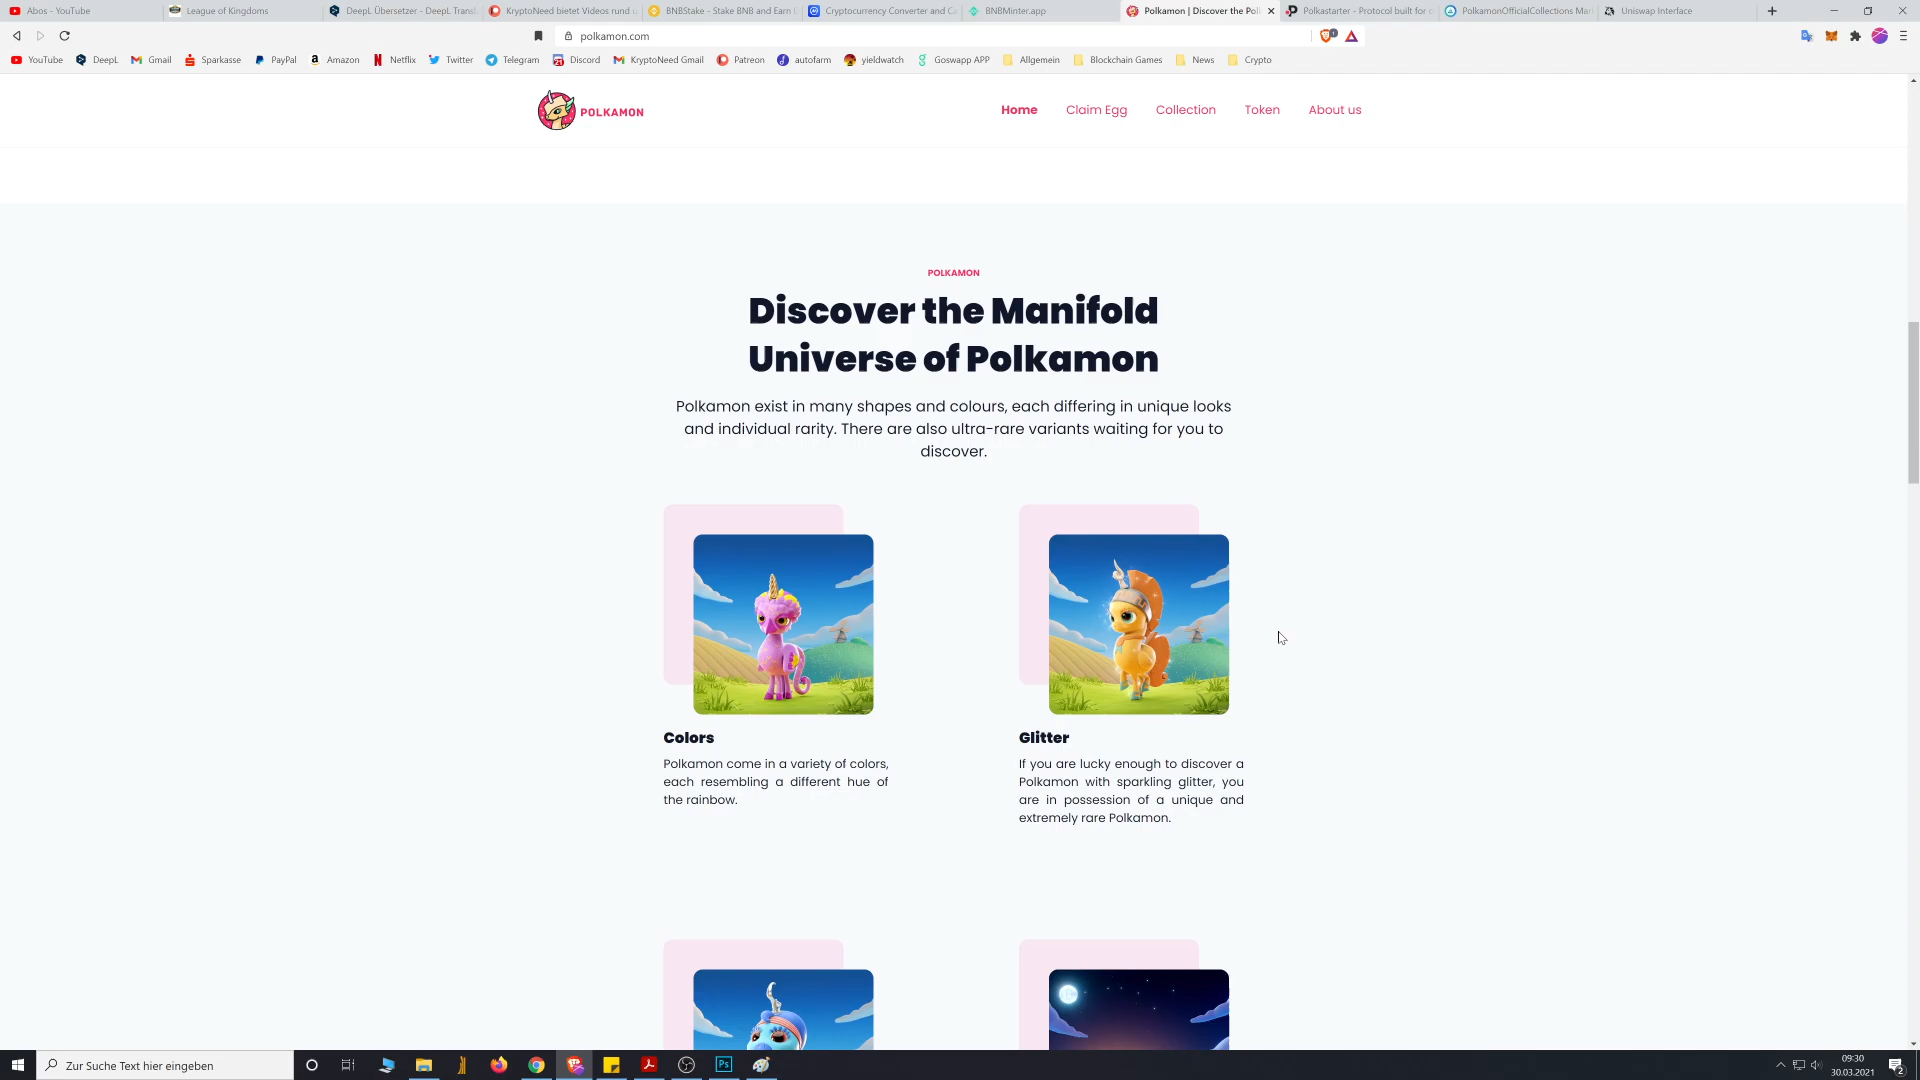 Abos - YouTube
League of Kingdoms
DeepL Übersetzer - DeepL Transl
KryptoNeed bietet Videos rund u
BNBStake - Stake BNB and Earn
Cryptocurrency Converter and C
BNBMinter.app
Polkamon | Discover the Pol
Polkastarter - Protocol built for c
PolkamonOfficialCollections Mar
Uniswap Interface
polkamon.com
YouTube
DeepL
Gmail
Sparkasse
PayPal
Amazon
Netflix
Twitter
Telegram
Discord
KryptoNeed Gmail
Patreon
autofarm
yieldwatch
Goswapp APP
Allgemein
Blockchain Games
News
Crypto
POLKAMON
Home
Claim Egg
Collection
Token
About us
POLKAMON
Discover the Manifold
Universe of Polkamon
Polkamon exist in many shapes and colours, each differing in unique looks
and individual rarity. There are also ultra-rare variants waiting for you to
discover.
Colors
Polkamon come in a variety of colors,
each resembling a different hue of
the rainbow.
Glitter
If you are lucky enough to discover a
Polkamon with sparkling glitter, you
are in possession of a unique and
extremely rare Polkamon.
Zur Suche Text hier eingeben
Ps
09:30
30.03.2021
2